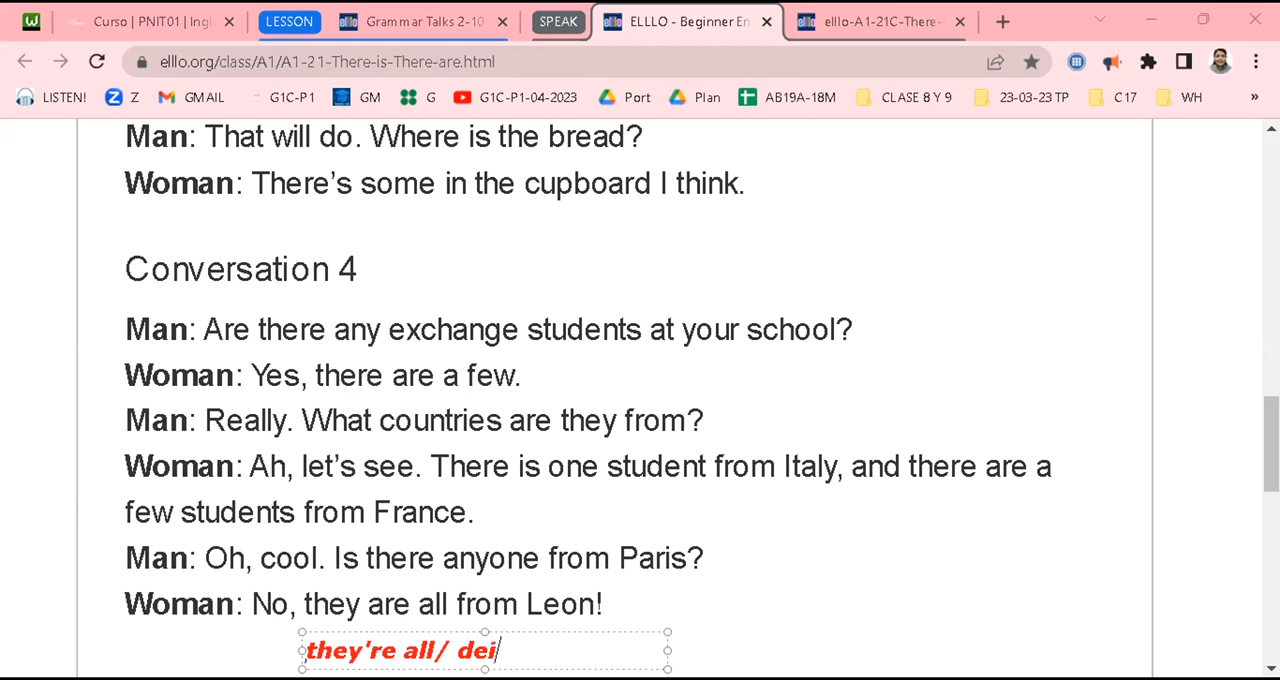 Curso | PNIT01 | Ingl
LESSON
Grammar Talks 2-10
SPEAK
ELLLO - Beginner En
elllo-A1-21C-There-
elllo.org/class/A1/A1-21-There-is-There-are.html
LISTEN!
Z
GMAIL
G1C-P1
GM
G
G1C-P1-04-2023
Port
Plan
AB19A-18M
CLASE 8 Y 9
23-03-23 TP
C17
WH
»
Man: That will do. Where is the bread?
Woman: There’s some in the cupboard I think.
Conversation 4
Man: Are there any exchange students at your school?
Woman: Yes, there are a few.
Man: Really. What countries are they from?
Woman: Ah, let’s see. There is one student from Italy, and there are a
few students from France.
Man: Oh, cool. Is there anyone from Paris?
Woman: No, they are all from Leon!
they're all/ dei